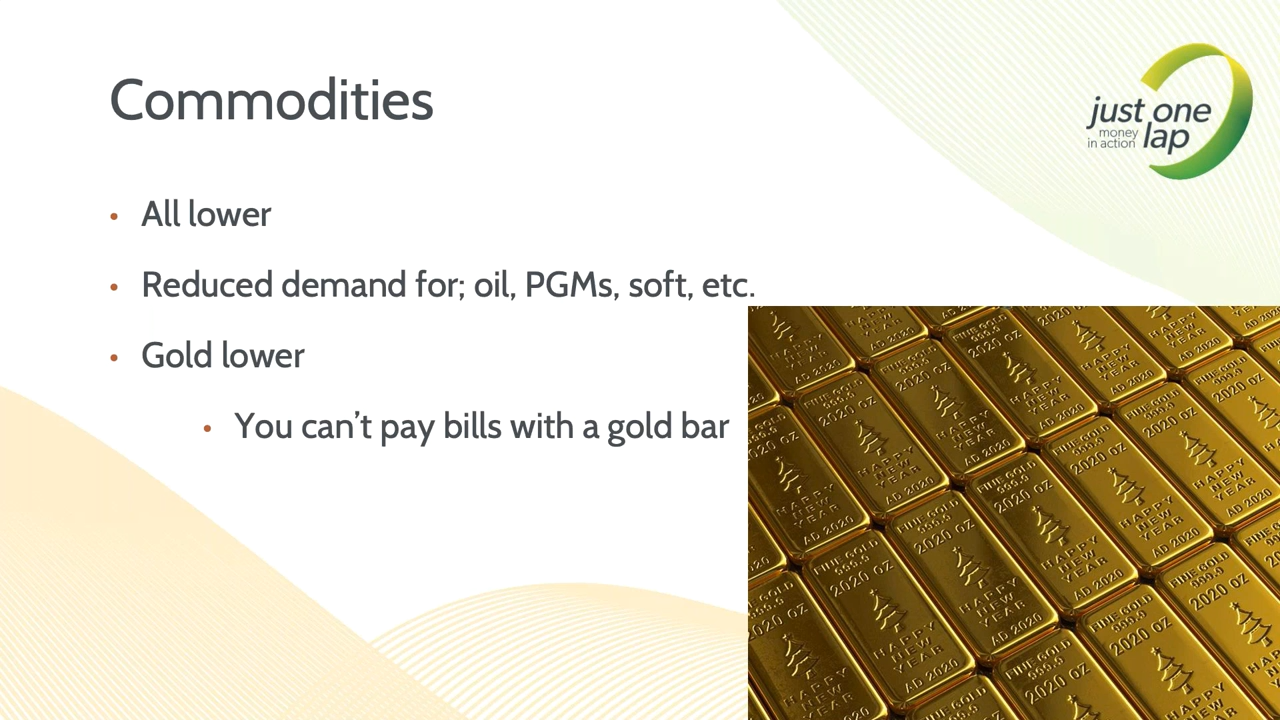 Commodities
just one
money
in action
lap
• All lower
• Reduced demand for; oil, PGMs, soft, etc.
• Gold lower
• You can't pay bills with a gold bar
FINE GOLD
999.9
2020 OZ
HAPPY
NEW
YEAR
AD 2020